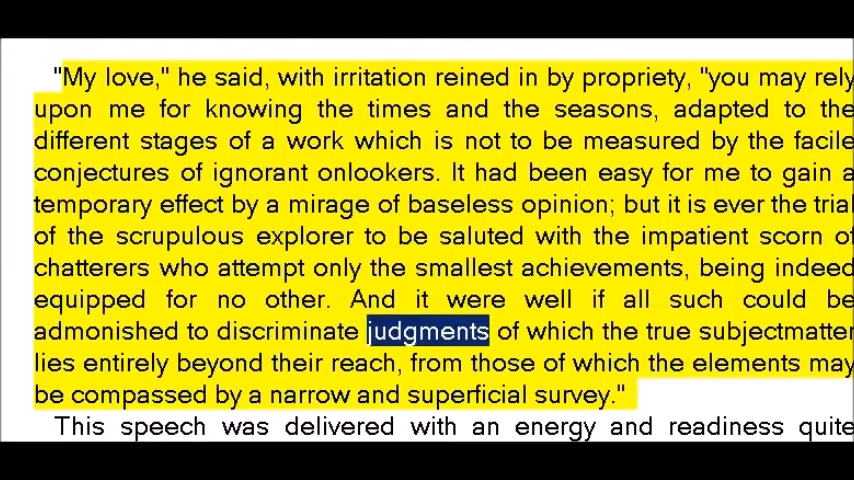 "My love," he said, with irritation reined in by propriety, "you may rely
upon me for knowing the times and the seasons, adapted to the
different stages of a work which is not to be measured by the facile
conjectures of ignorant onlookers. It had been easy for me to gain a
temporary effect by a mirage of baseless opinion; but it is ever the trial
of the scrupulous explorer to be saluted with the impatient scorn of
chatterers who attempt only the smallest achievements, being indeed
equipped for no other. And it were well if all such could be
admonished to discriminate judgments of which the true subjectmatter
lies entirely beyond their reach, from those of which the elements may
be compassed by a narrow and superficial survey."
This speech was delivered with an energy and readiness quite